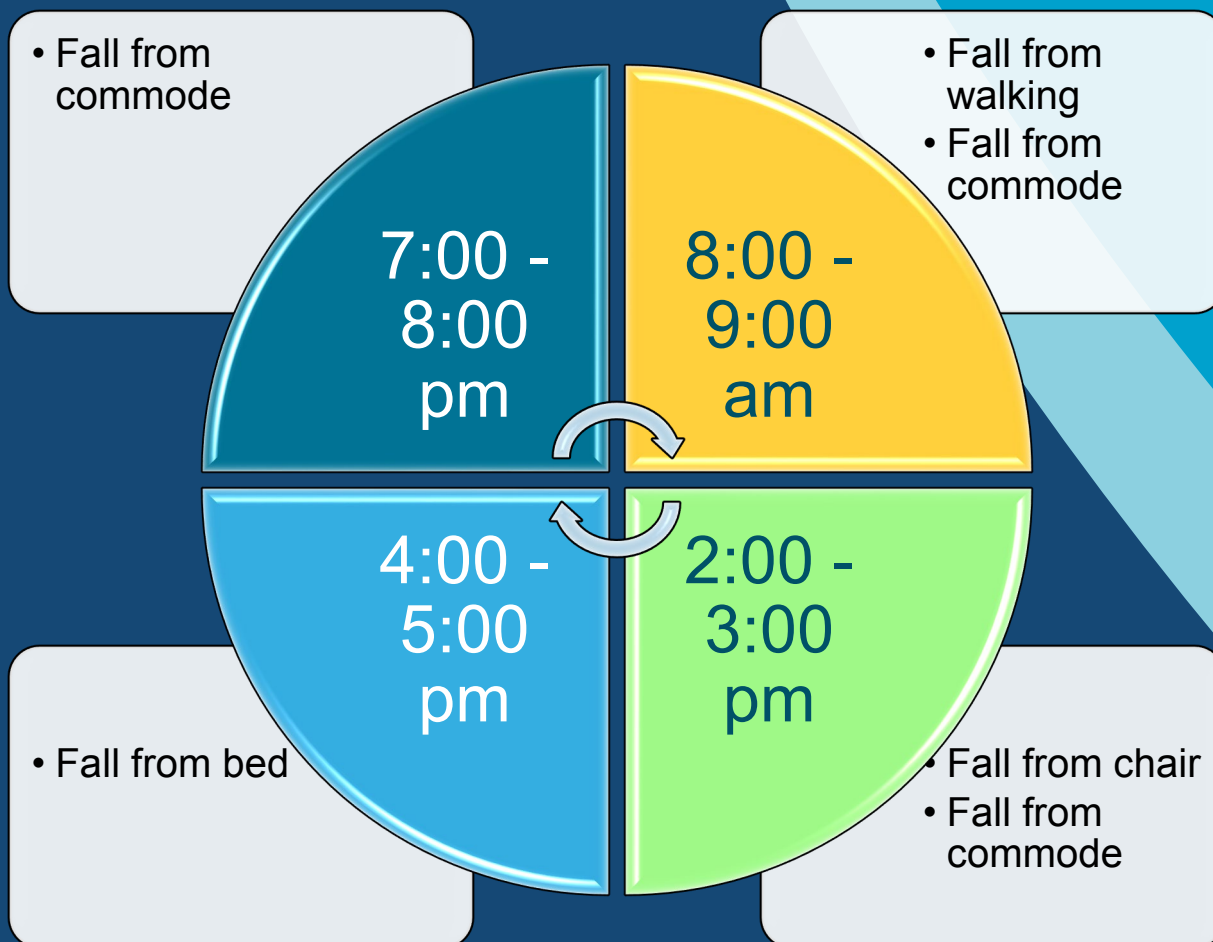 • Fall from
commode
• Fall from
walking
• Fall from
commode
7:00 -
8:00
pm
8:00 -
9:00
am
4:00 -
5:00
pm
2:00 -
3:00
pm
• Fall from bed
• Fall from chair
• Fall from
commode